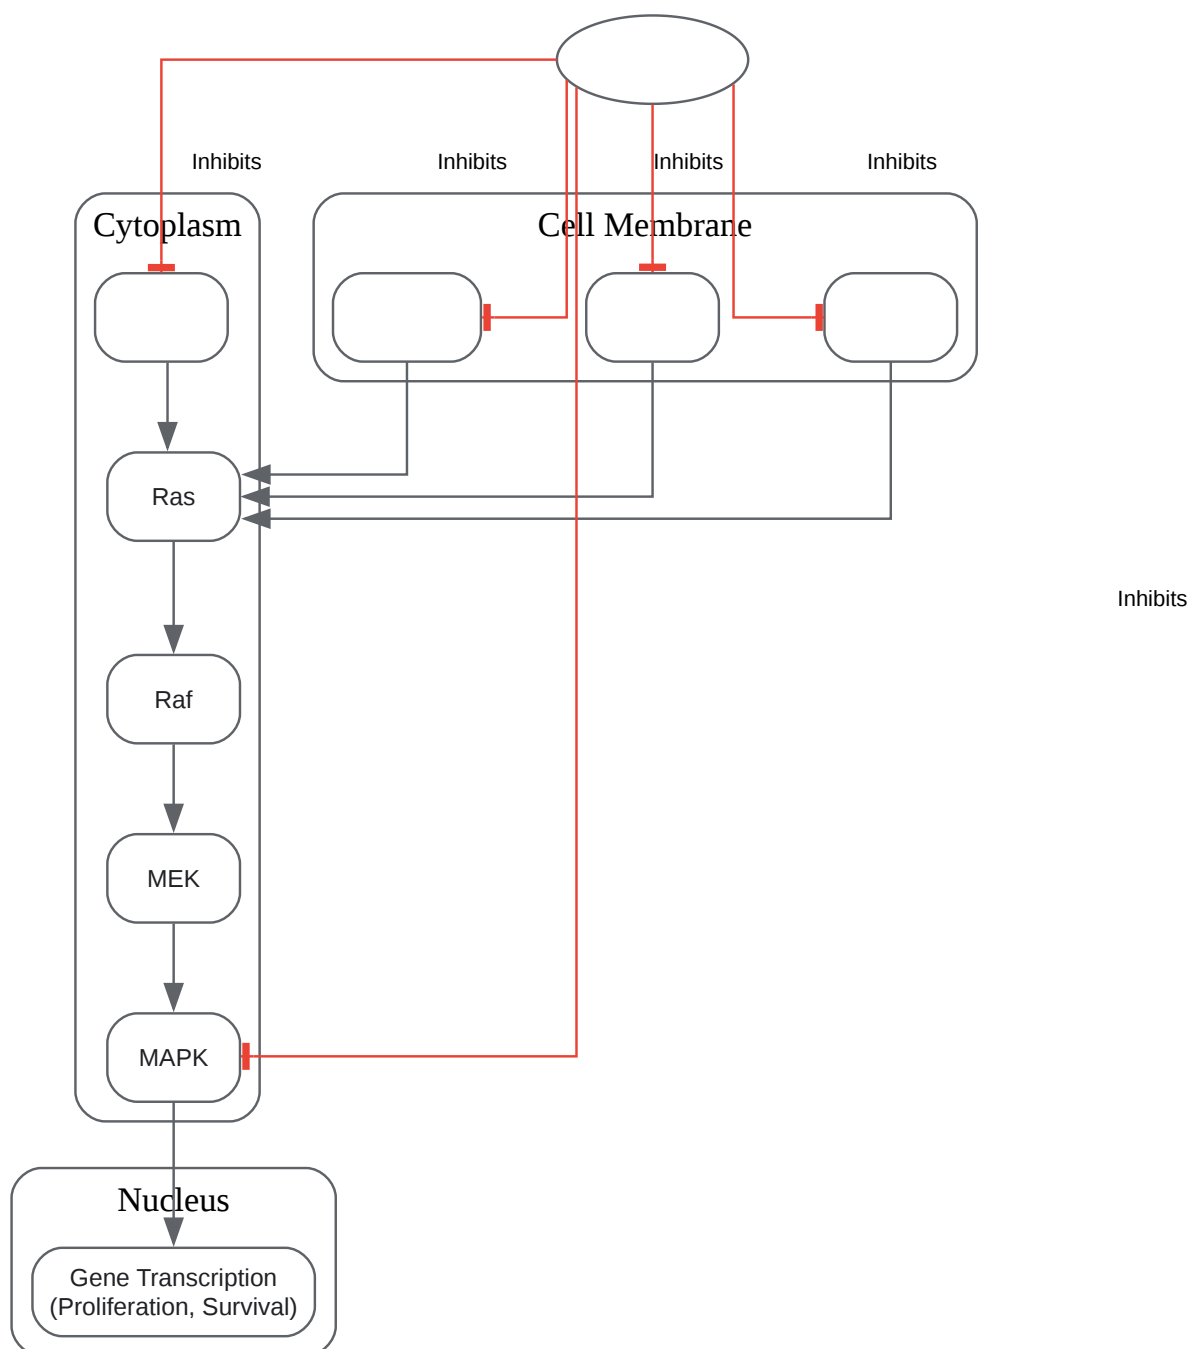 Inhibits
Inhibits
Inhibits
Inhibits
Cytoplasm
Cell Membrane
Ras
Inhibits
Raf
MEK
MAPK
Nucleus
Gene Transcription
(Proliferation, Survival)